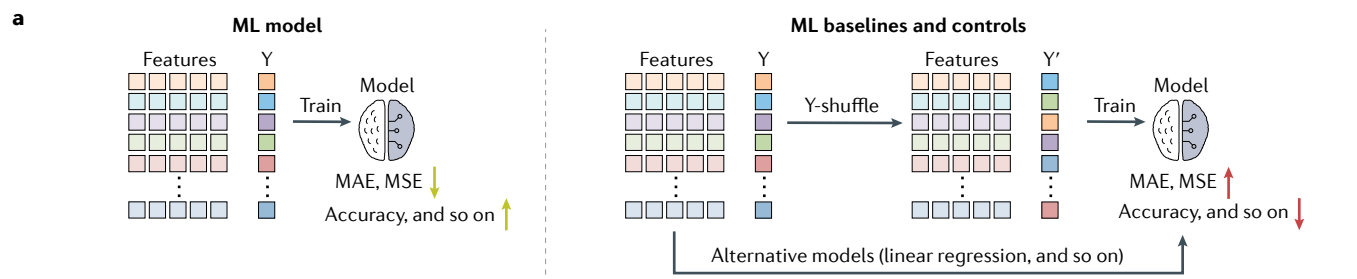 a
ML model
Features Y
Model
Train
MAE, MSE
Accuracy, and so on
ML baselines and controls
Features Y
Y-shuffle
Features Y′
Train
Model
MAE, MSE
Accuracy, and so on
Alternative models (linear regression, and so on)